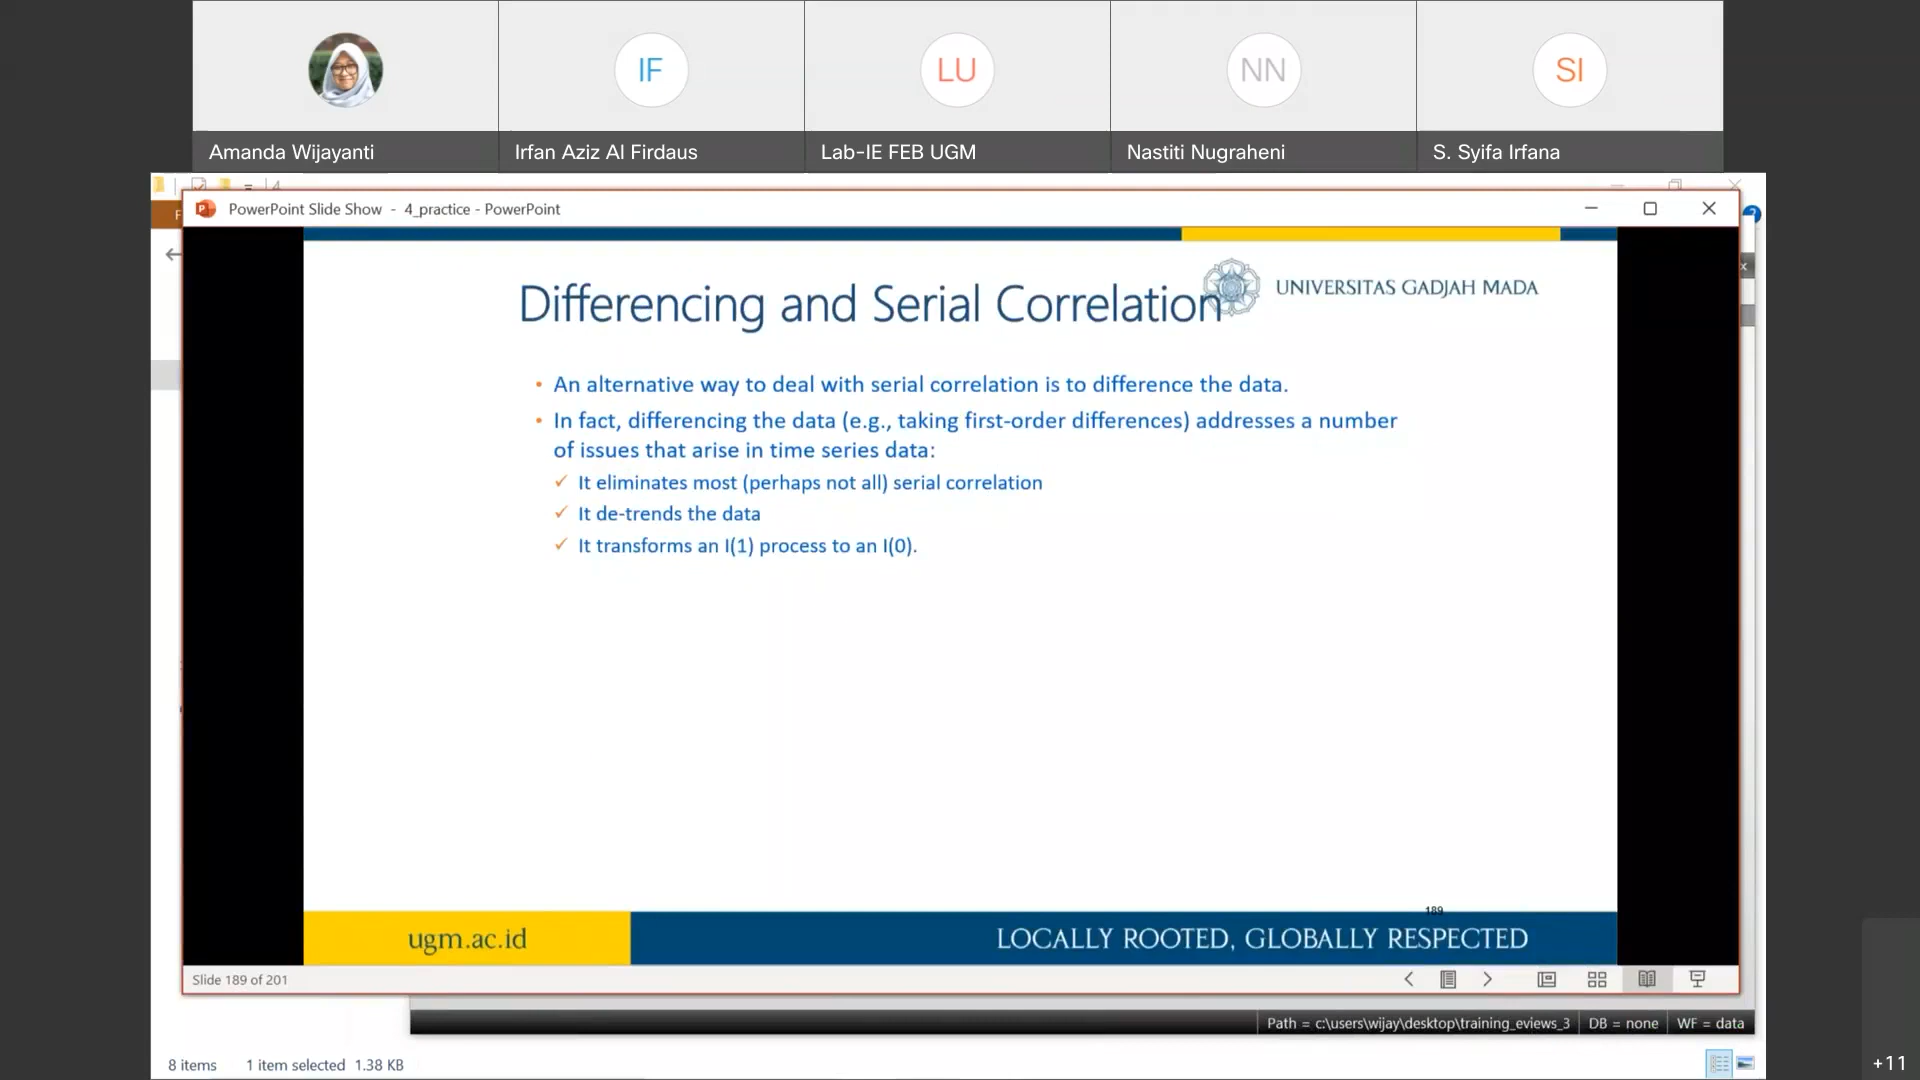 IF
LU
NN
SI
Amanda Wijayanti
Irfan Aziz Al Firdaus
Lab-IE FEB UGM
Nastiti Nugraheni
S. Syifa Irfana
PowerPoint Slide Show - 4_practice - PowerPoint
Differencing and Serial Correlation
UNIVERSITAS GADJAH MADA
• An alternative way to deal with serial correlation is to difference the data.
• In fact, differencing the data (e.g., taking first-order differences) addresses a number
of issues that arise in time series data:
✓ It eliminates most (perhaps not all) serial correlation
✓ It de-trends the data
✓ It transforms an I(1) process to an I(0).
189
ugm.ac.id
LOCALLY ROOTED, GLOBALLY RESPECTED
Slide 189 of 201
Path = c:\users\wijay\desktop\training_eviews_3
DB = none
WF = data
8 items
1 item selected 1.38 KB
+11